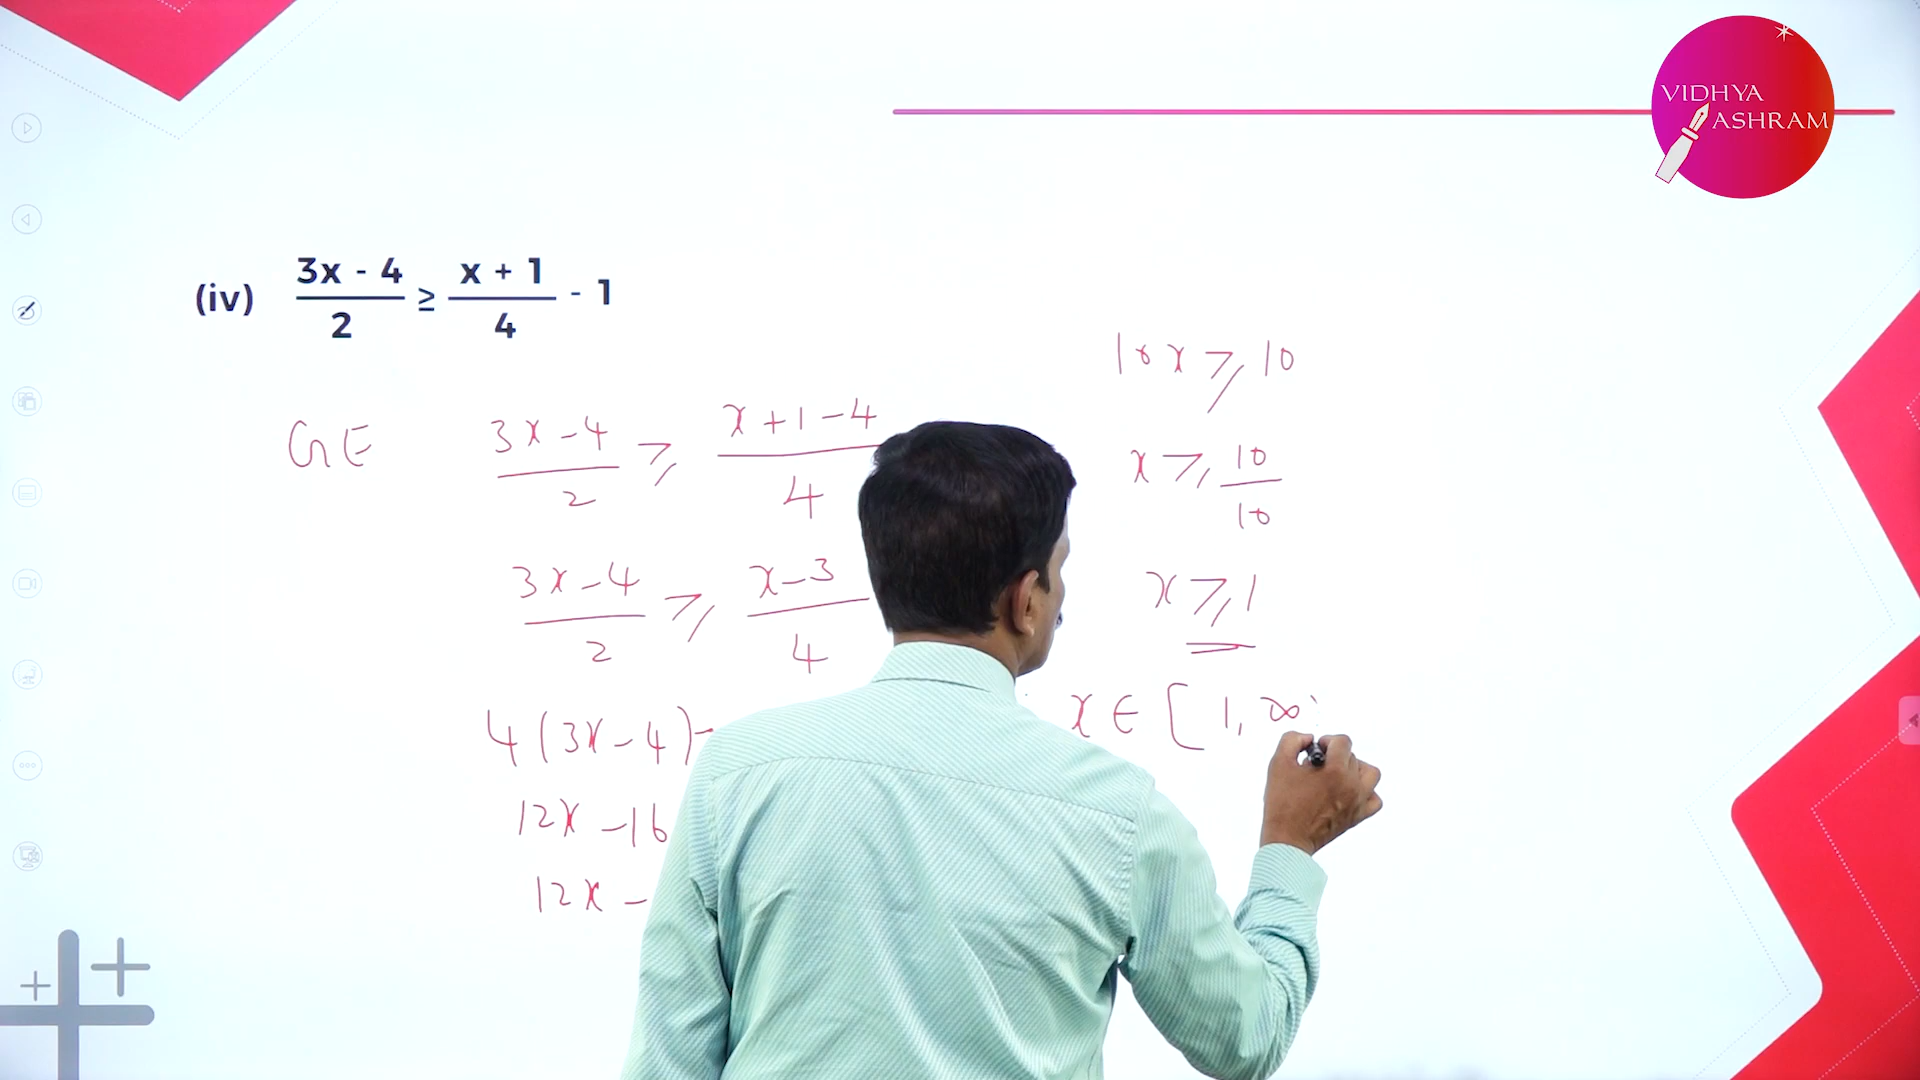 VIDHYA
ASHRAM
(iv) (3x - 4)/2 ≥ (x + 1)/4 - 1
GE (3x-4)/2 ≥ (x+1-4)/4
(3x-4)/2 ≥ (x-3)/4
4(3x-4)
12x-16
12x-
10x ≥ 10
x ≥ 10/10
x ≥ 1
x ∈ [1, ∞